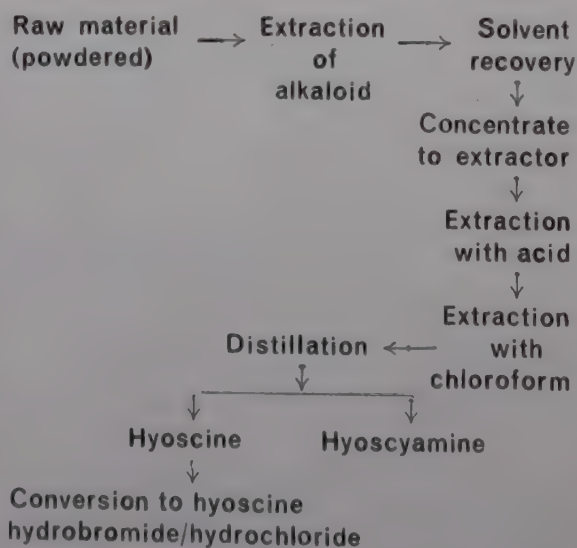 Raw material
(powdered)
Extraction
of
alkaloid
Solvent
recovery
Concentrate
to extractor
Extraction
with acid
Extraction
with
chloroform
Distillation
Hyoscine
Hyoscyamine
Conversion to hyoscine
hydrobromide/hydrochloride